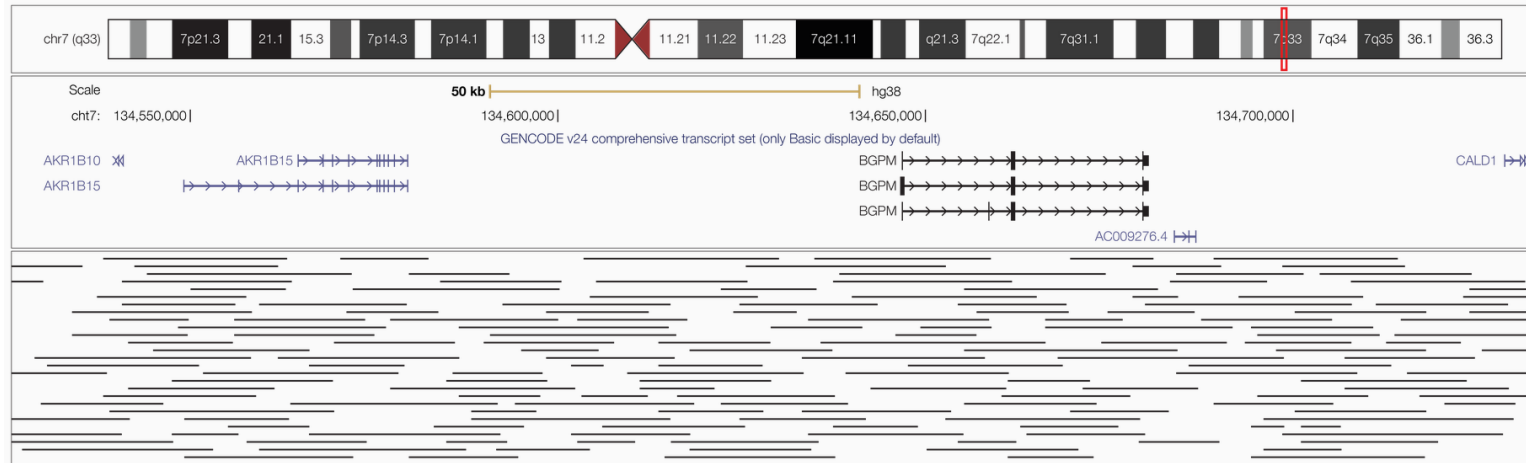 chr7 (q33) 7p21.3 21.1 15.3 7p14.3 7p14.1 13 11.2 11.21 11.22 11.23 7q21.11 q21.3 7q22.1 7q31.1 7q33 7q34 7q35 36.1 36.3
Scale 50 kb hg38
cht7: 134,550,000 134,600,000 134,650,000 134,700,000
GENCODE v24 comprehensive transcript set (only Basic displayed by default)
AKR1B10 AKR1B15 BGPM CALD1
AKR1B15 BGPM
BGPM
AC009276.4